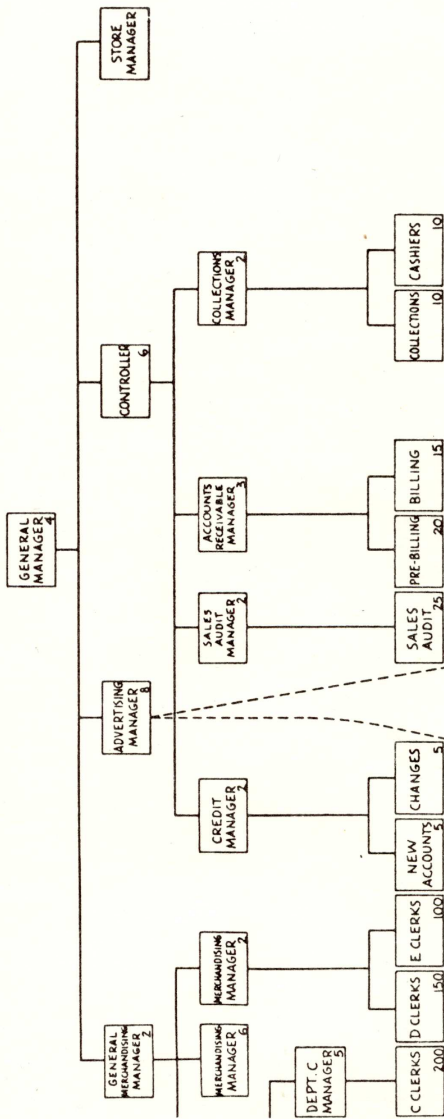 GENERAL
MANAGER
4
GENERAL
MERCHANDISING
MANAGER
2
ADVERTISING
MANAGER
8
CONTROLLER
6
STORE
MANAGER
MERCHANDISING
MANAGER
6
MERCHANDISING
MANAGER
2
CREDIT
MANAGER
2
SALES
AUDIT
MANAGER
2
ACCOUNTS
RECEIVABLE
MANAGER
3
COLLECTIONS
MANAGER
2
DEPT. C
MANAGER
5
C CLERKS
200
D CLERKS
150
E CLERKS
100
NEW
ACCOUNTS
5
CHANGES
5
SALES
AUDIT
25
PRE-BILLING
20
BILLING
15
COLLECTIONS
10
CASHIERS
10